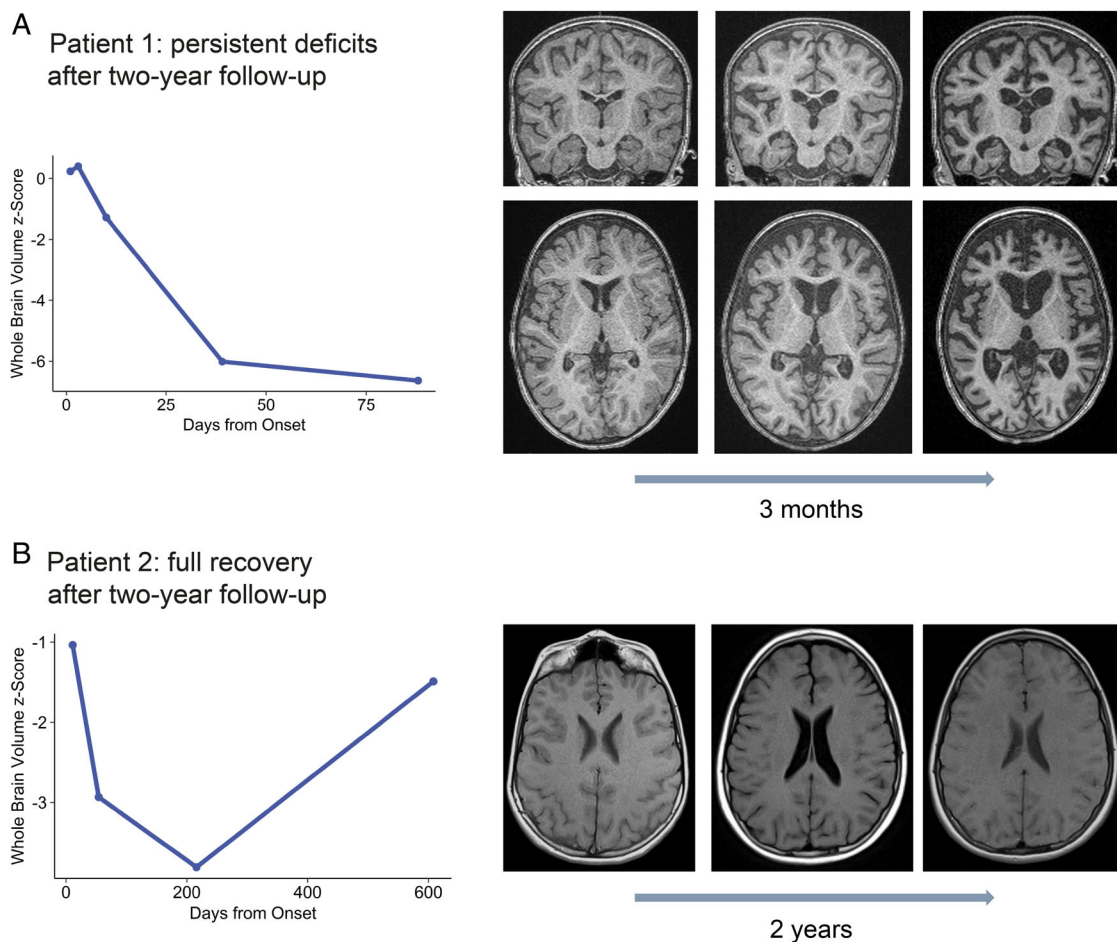 A
Patient 1: persistent deficits
after two-year follow-up
0
-2
-4
-6
Whole Brain Volume z-Score
0 25 50 75
Days from Onset
3 months
B
Patient 2: full recovery
after two-year follow-up
-1
-2
-3
Whole Brain Volume z-Score
0 200 400 600
Days from Onset
2 years